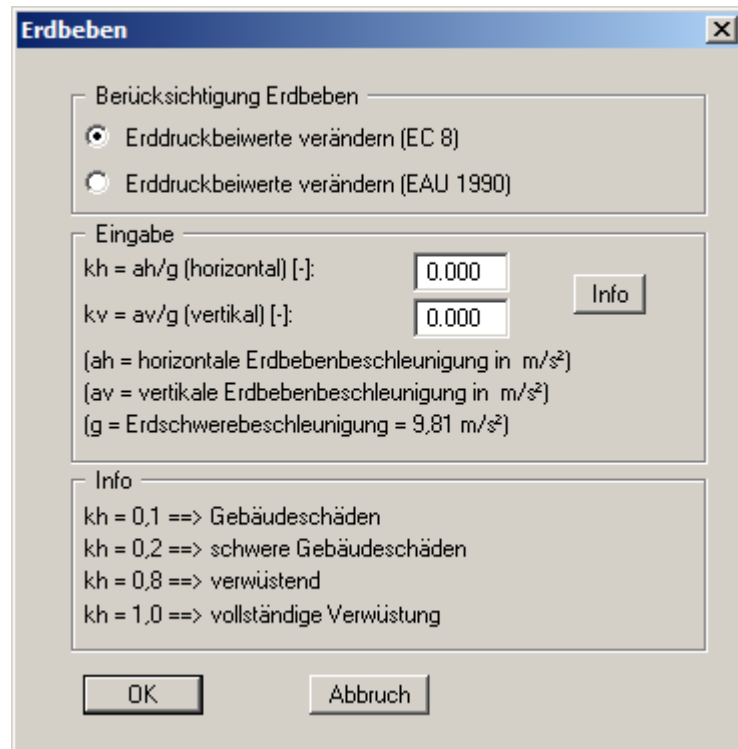 Erdbeben
Berücksichtigung Erdbeben
Erddruckbeiwerte verändern (EC 8)
Erddruckbeiwerte verändern (EAU 1990)
Eingabe
kh = ah/g (horizontal) [-]: 0.000
Info
kv = av/g (vertikal) [-]: 0.000
(ah = horizontale Erdbebenbeschleunigung in m/s²)
(av = vertikale Erdbebenbeschleunigung in m/s²)
(g = Erdschwerebeschleunigung = 9,81 m/s²)
Info
kh = 0,1 ==> Gebäudeschäden
kh = 0,2 ==> schwere Gebäudeschäden
kh = 0,8 ==> verwüstend
kh = 1,0 ==> vollständige Verwüstung
OK Abbruch